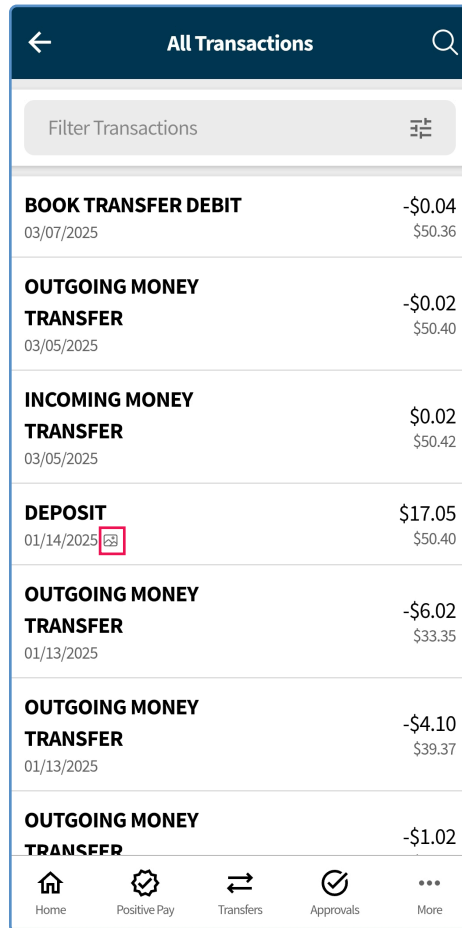 All Transactions
Filter Transactions
BOOK TRANSFER DEBIT -$0.04
03/07/2025 $50.36
OUTGOING MONEY
TRANSFER -$0.02
03/05/2025 $50.40
INCOMING MONEY
TRANSFER $0.02
03/05/2025 $50.42
DEPOSIT $17.05
01/14/2025 $50.40
OUTGOING MONEY
TRANSFER -$6.02
01/13/2025 $33.35
OUTGOING MONEY
TRANSFER -$4.10
01/13/2025 $39.37
OUTGOING MONEY
TRANSFER -$1.02
Home Positive Pay Transfers Approvals More